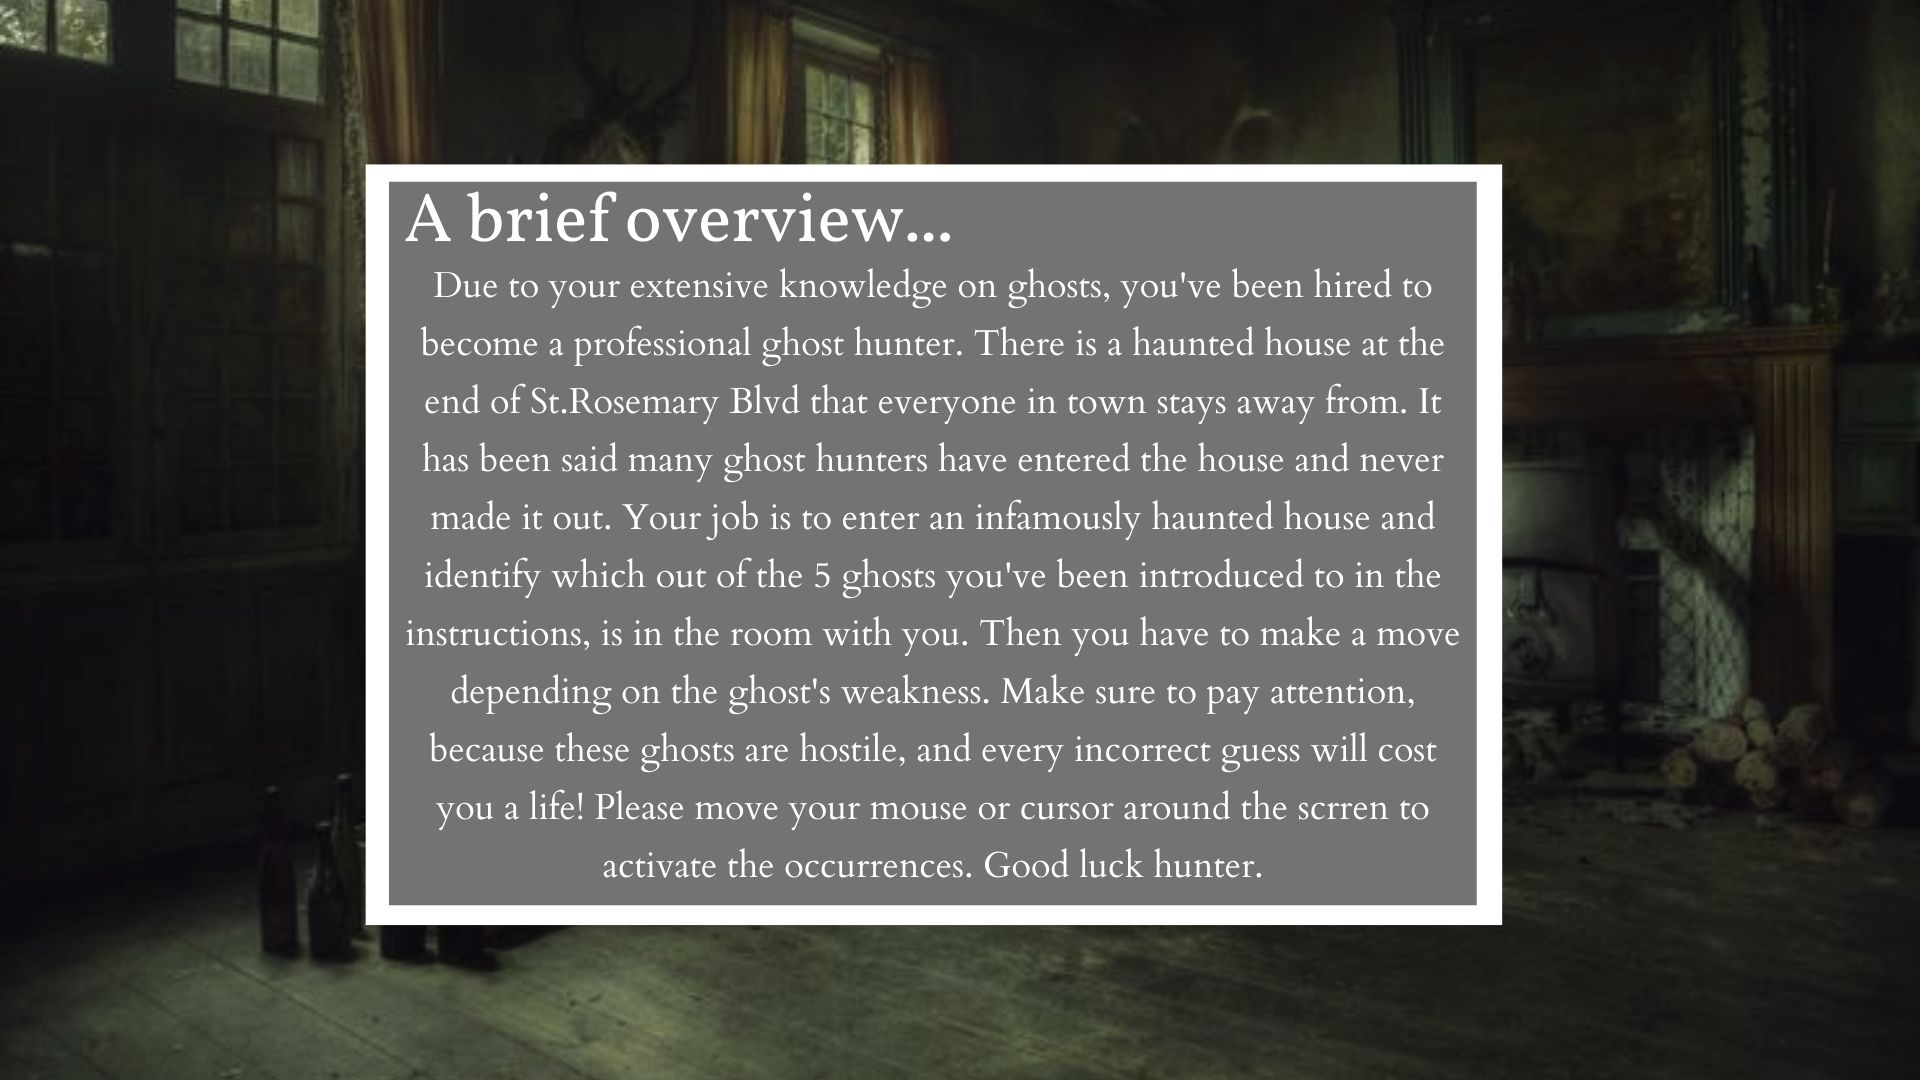 A brief overview...
Due to your extensive knowledge on ghosts, you've been hired to
become a professional ghost hunter. There is a haunted house at the
end of St.Rosemary Blvd that everyone in town stays away from. It
has been said many ghost hunters have entered the house and never
made it out. Your job is to enter an infamously haunted house and
identify which out of the 5 ghosts you've been introduced to in the
instructions, is in the room with you. Then you have to make a move
depending on the ghost's weakness. Make sure to pay attention,
because these ghosts are hostile, and every incorrect guess will cost
you a life! Please move your mouse or cursor around the scrren to
activate the occurrences. Good luck hunter.